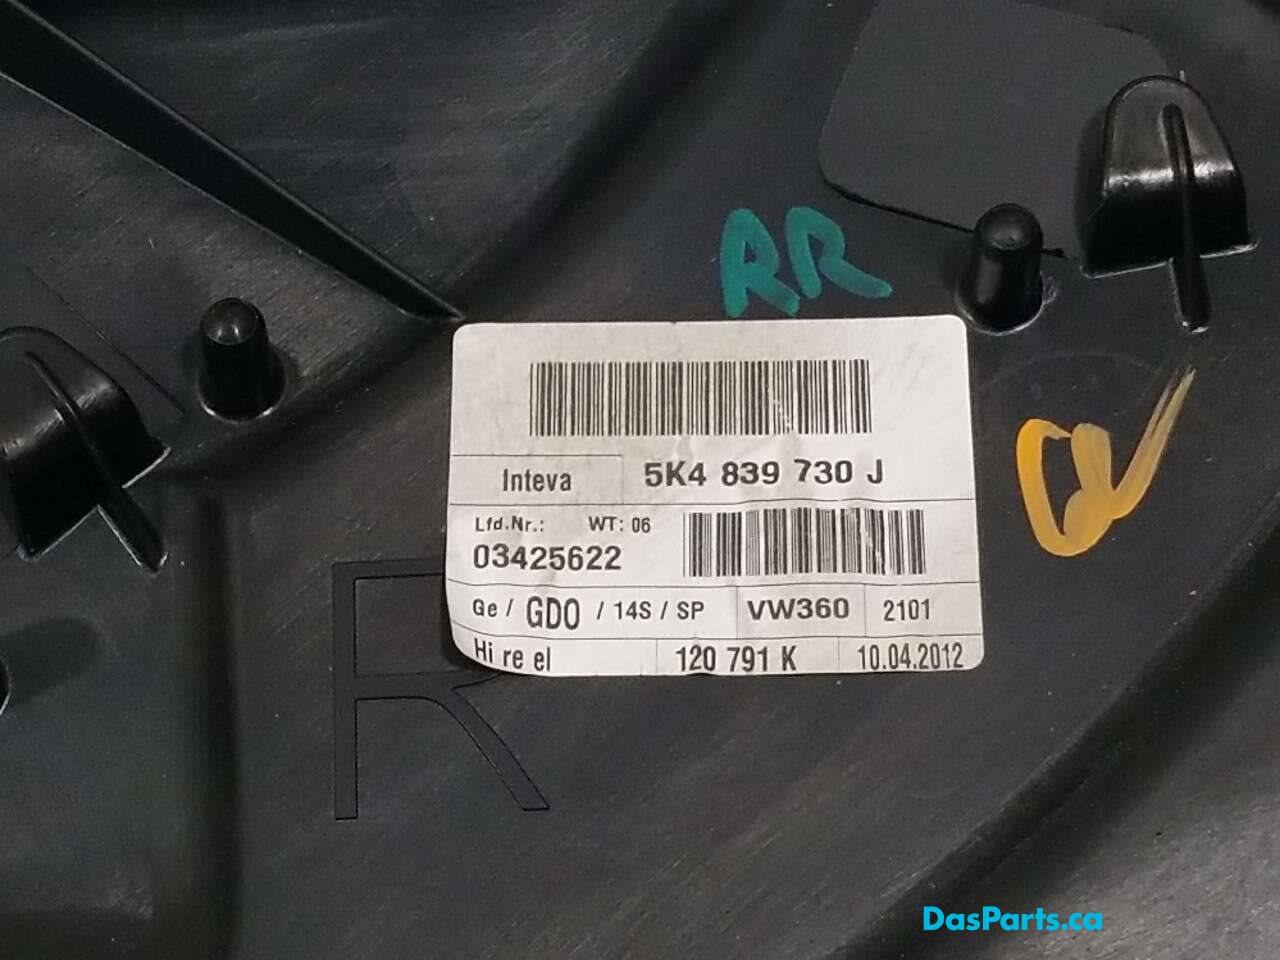 RR
Inteva
5K4 839 730 J
Lfd.Nr.: WT: 06
03425622
Ge / GDO / 14S / SP VW360 2101
Hi re el 120 791 K 10.04.2012
R
DasParts.ca